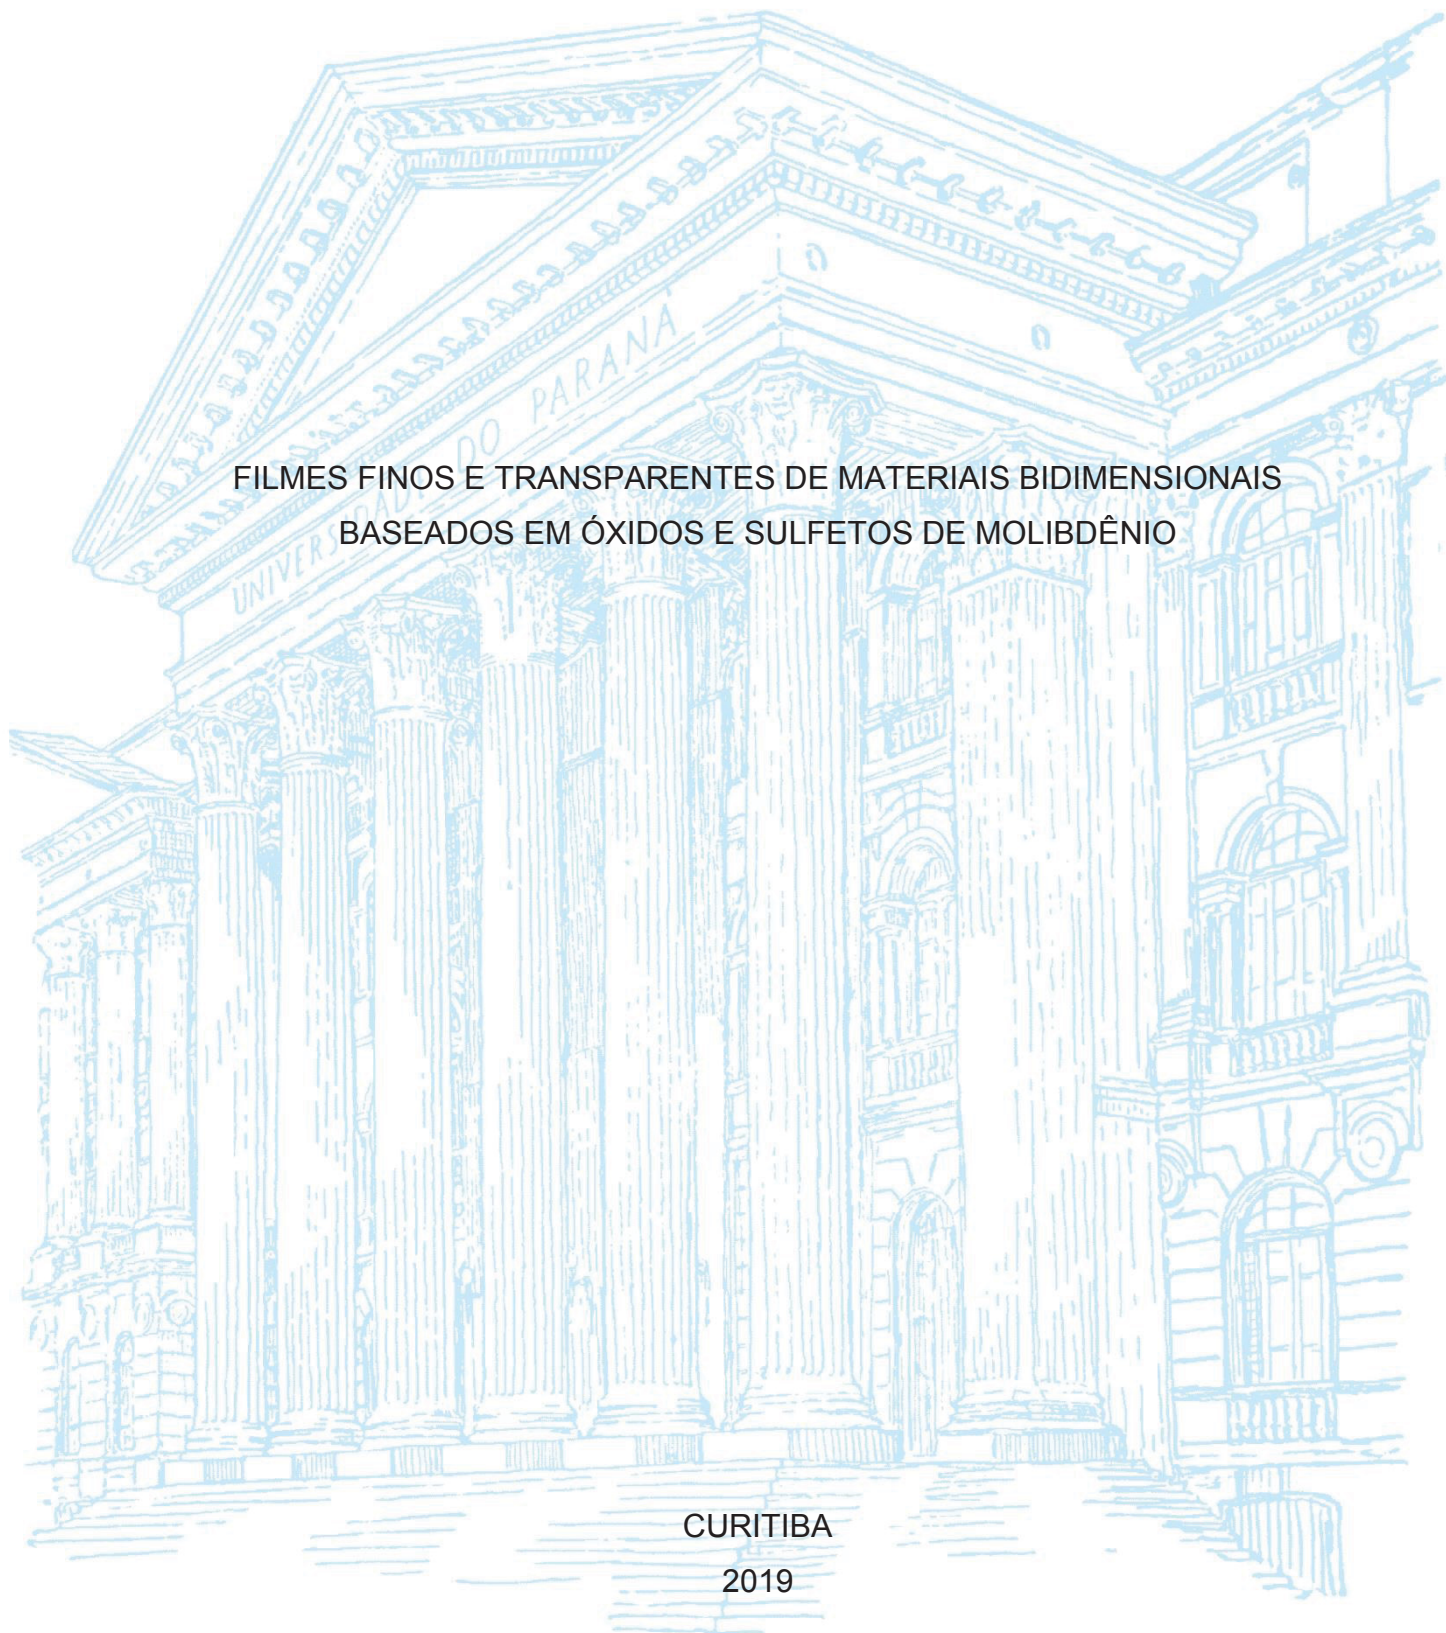 UNIVERSIDADE DO PARANÁ
FILMES FINOS E TRANSPARENTES DE MATERIAIS BIDIMENSIONAIS
BASEADOS EM ÓXIDOS E SULFETOS DE MOLIBDÊNIO
CURITIBA
2019